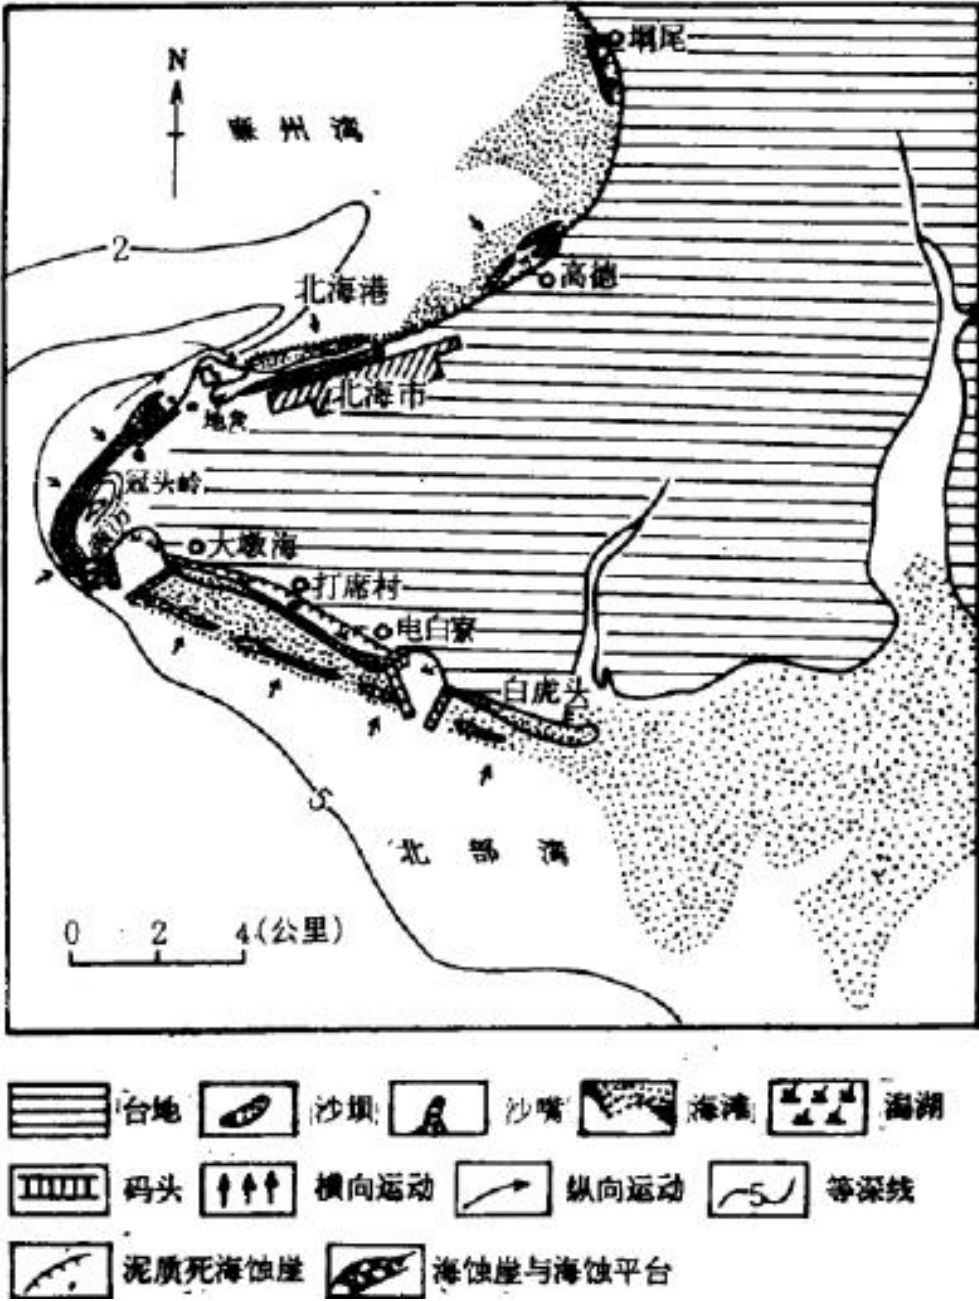 垌尾
N
廉州湾
2
北海港
高德
北海市
地角
冠头岭
大墩海
打席村
电白寮
白虎头
5
北部湾
0 2 4(公里)
台地 沙坝 沙嘴 海滩 潟湖
码头 横向运动 纵向运动 5 等深线
泥质死海蚀崖 海蚀崖与海蚀平台